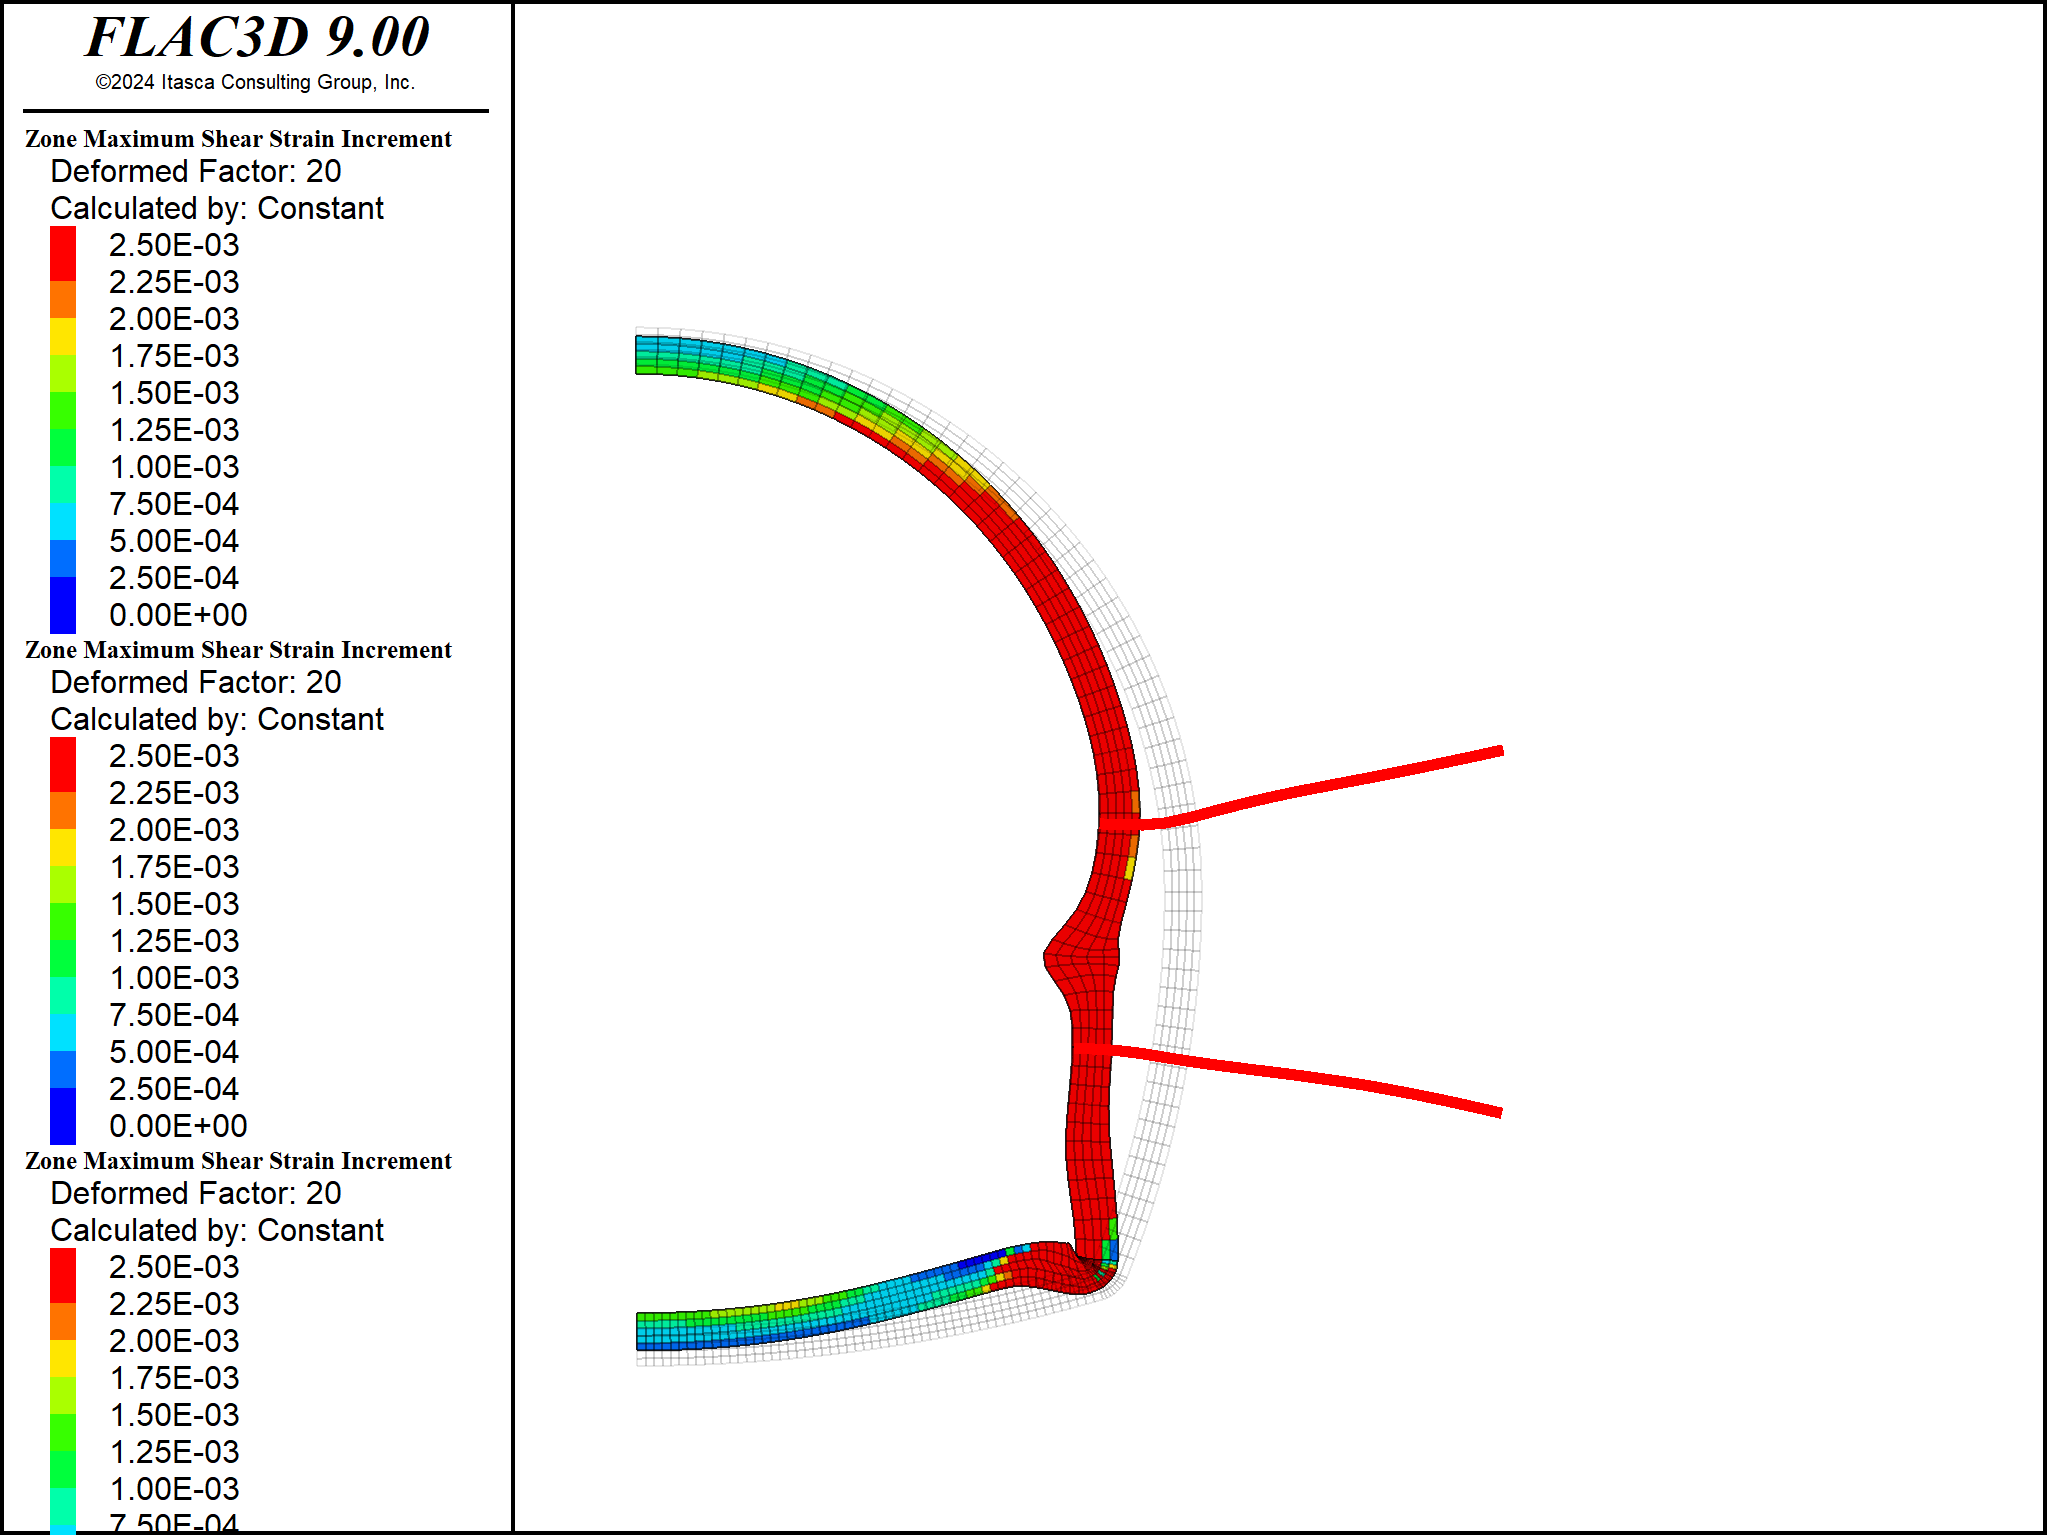 FLAC3D 9.00
©2024 Itasca Consulting Group, Inc.
Zone Maximum Shear Strain Increment
Deformed Factor: 20
Calculated by: Constant
2.50E-03
2.25E-03
2.00E-03
1.75E-03
1.50E-03
1.25E-03
1.00E-03
7.50E-04
5.00E-04
2.50E-04
0.00E+00
Zone Maximum Shear Strain Increment
Deformed Factor: 20
Calculated by: Constant
2.50E-03
2.25E-03
2.00E-03
1.75E-03
1.50E-03
1.25E-03
1.00E-03
7.50E-04
5.00E-04
2.50E-04
0.00E+00
Zone Maximum Shear Strain Increment
Deformed Factor: 20
Calculated by: Constant
2.50E-03
2.25E-03
2.00E-03
1.75E-03
1.50E-03
1.25E-03
1.00E-03
7.50E-04